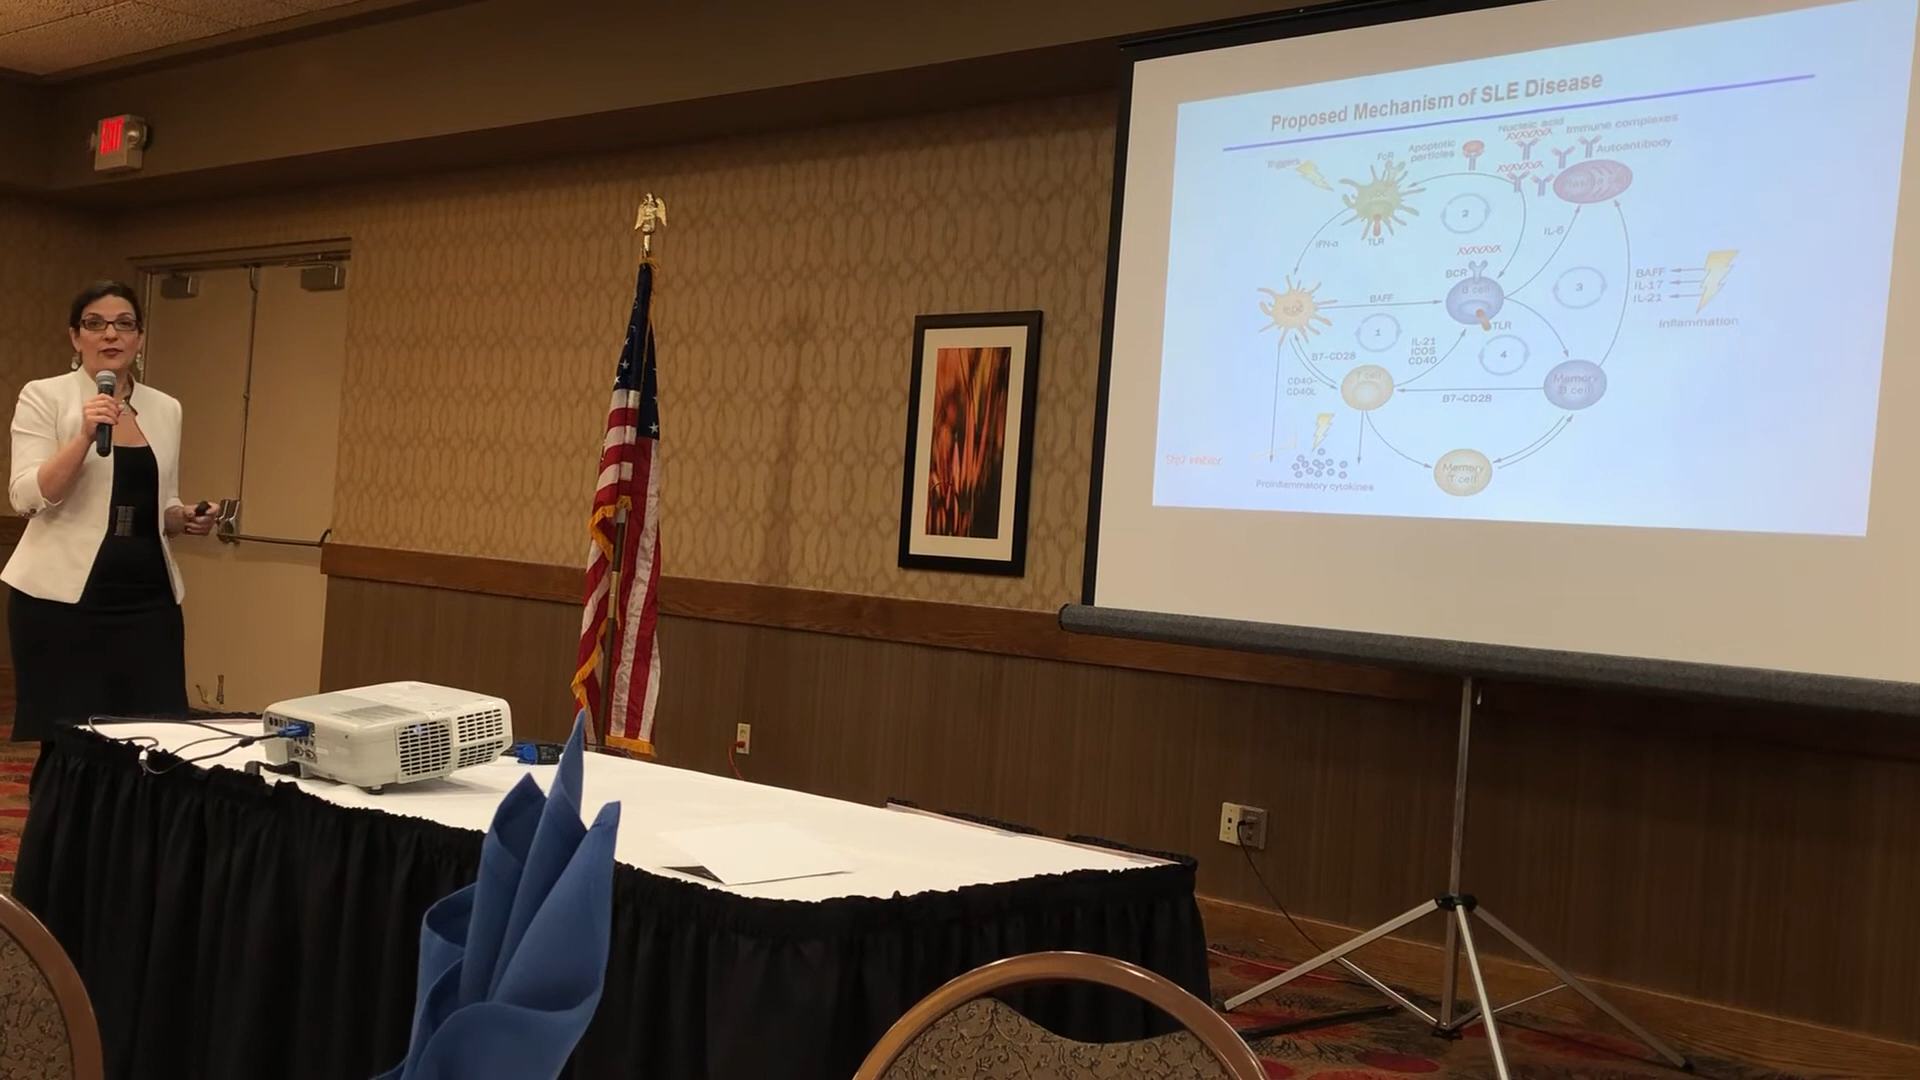 EXIT
Proposed Mechanism of SLE Disease
Nucleic acid
Immune complexes
Triggers
FcR
Apoptotic
particles
Autoantibody
2
IFN-α
TLR
IL-6
BCR
B cell
3
BAFF
IL-17
IL-21
Inflammation
BAFF
TLR
1
IL-21
ICOS
CD40
4
B7–CD28
CD40–
CD40L
T cell
B7–CD28
Memory
B cell
Memory
T cell
Shp2 inhibitor
Proinflammatory cytokines